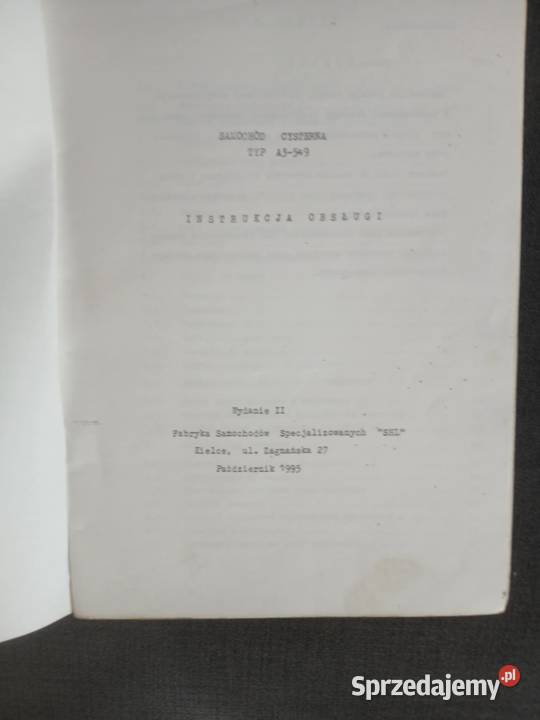 SAMOCHÓD CYSTERNA
TYP A3-549
INSTRUKCJA OBSŁUGI
Wydanie II
Fabryka Samochodów Specjalizowanych "SHL"
Kielce, ul. Zagnańska 27
Październik 1995
Sprzedajemy.pl